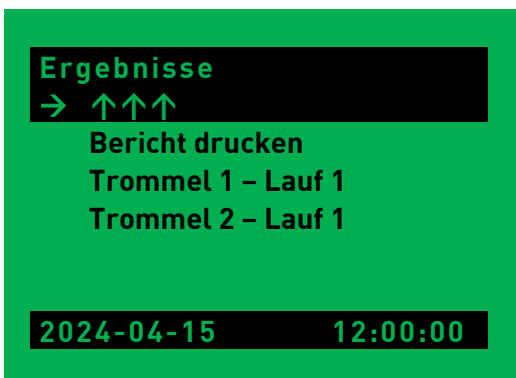 Ergebnisse
→ ↑↑↑
Bericht drucken
Trommel 1 – Lauf 1
Trommel 2 – Lauf 1
2024-04-15 12:00:00